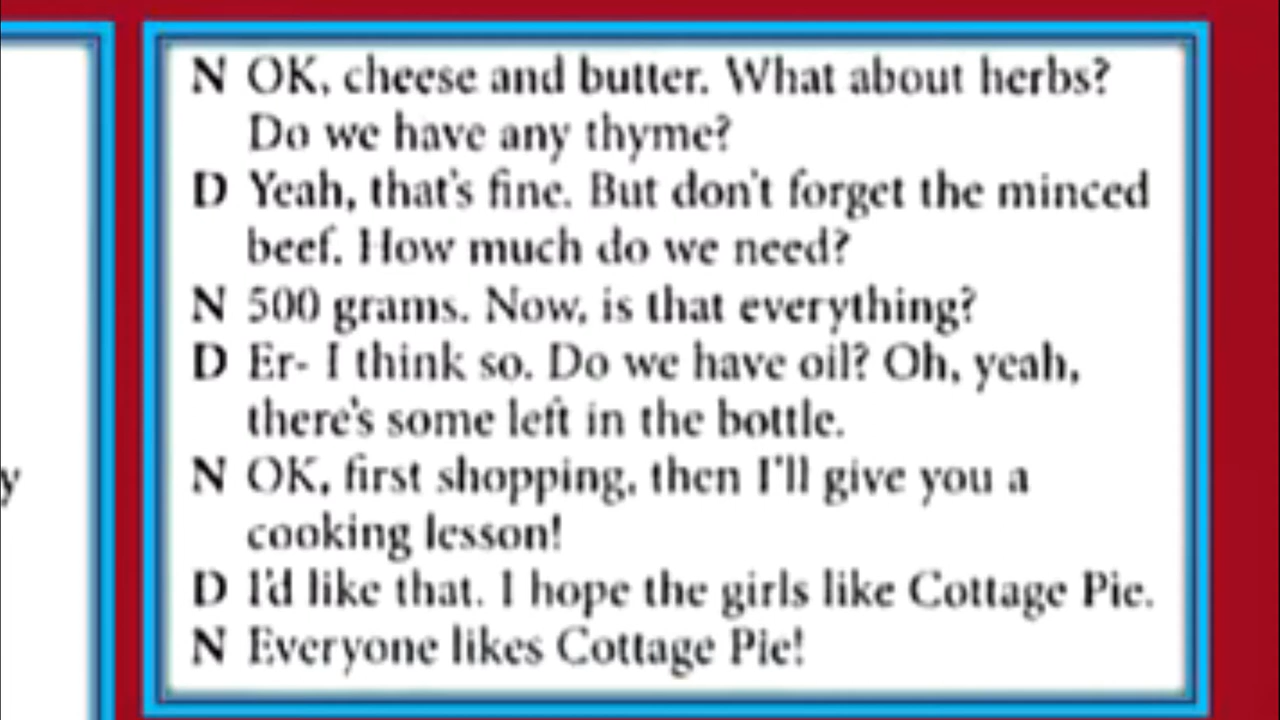 N OK, cheese and butter. What about herbs?
Do we have any thyme?
D Yeah, that's fine. But don't forget the minced
beef. How much do we need?
N 500 grams. Now, is that everything?
D Er- I think so. Do we have oil? Oh, yeah,
there's some left in the bottle.
N OK, first shopping, then I'll give you a
cooking lesson!
D I'd like that. I hope the girls like Cottage Pie.
N Everyone likes Cottage Pie!
y